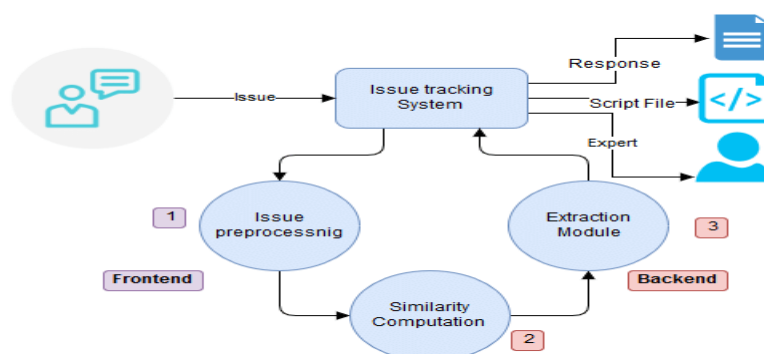 Response
Issue tracking
System
Issue
Script File
</>
Expert
1
Issue
preprocessnig
Extraction
Module
3
Frontend
Backend
Similarity
Computation
2